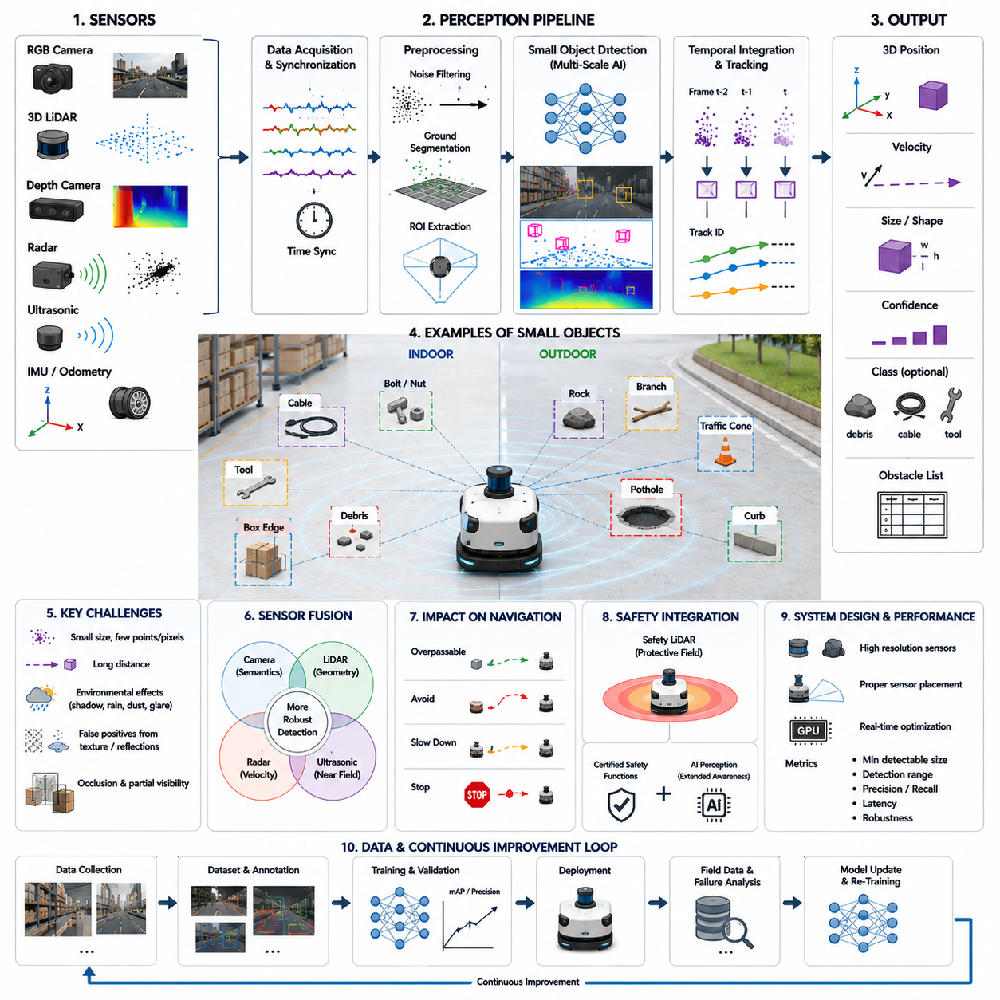 1. SENSORS
RGB Camera
3D LiDAR
Depth Camera
Radar
Ultrasonic
IMU / Odometry
Z
X
2. PERCEPTION PIPELINE
Data Acquisition
& Synchronization
Time Sync
Preprocessing
Noise Filtering
Ground
Segmentation
ROI Extraction
Small Object Drtection
(Multi-Scale AI)
Temporal Integration
& Tracking
Frame t-2
t-1
t
Track ID
3. OUTPUT
3D Position
z
y
x
Velocity
v
Size / Shape
w
h
l
Confidence
Class (optional)
debris
cable
tool
Obstacle List
4. EXAMPLES OF SMALL OBJECTS
INDOOR
OUTDOOR
Cable
Bolt / Nut
Rock
Branch
Traffic Cone
Tool
Pothole
Debris
Box Edge
Curb
5. KEY CHALLENGES
Small size, few points/pixels
Long distance
Environmental effects
(shadow, rain, dust, glare)
False positives from
texture / reflections
Occlusion & partial visibility
6. SENSOR FUSION
Camera
(Semantics)
LiDAR
(Geometry)
More
Robust
Detection
Radar
(Velocity)
Ultrasonic
(Near Field)
7. IMPACT ON NAVIGATION
Overpassable
Avoid
Slow Down
Stop
STOP
8. SAFETY INTEGRATION
Safety LiDAR
(Protective Field)
Certified Safety
Functions
+
AI Perception
(Extended Awareness)
AI
9. SYSTEM DESIGN & PERFORMANCE
High resolution sensors
Proper sensor placement
GPU
Real-time optimization
Metrics
• Min detectable size
• Detection range
• Precision / Recall
• Latency
• Robustness
10. DATA & CONTINUOUS IMPROVEMENT LOOP
Data Collection
...
Dataset & Annotation
...
Training & Validation
mAP / Precision
Deployment
Field Data &
Failure Analysis
...
Model Update
& Re-Training
Continuous Improvement